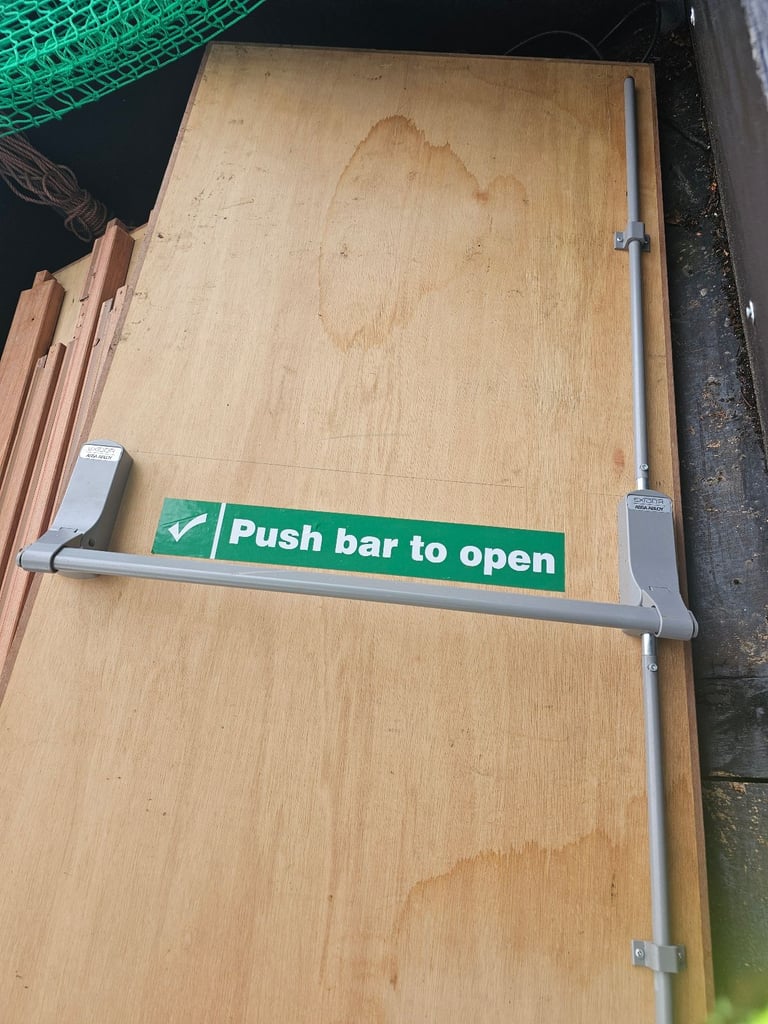 Push bar to open
EXIDOR
ASSA ABLOY
EXIDOR
ASSA ABLOY